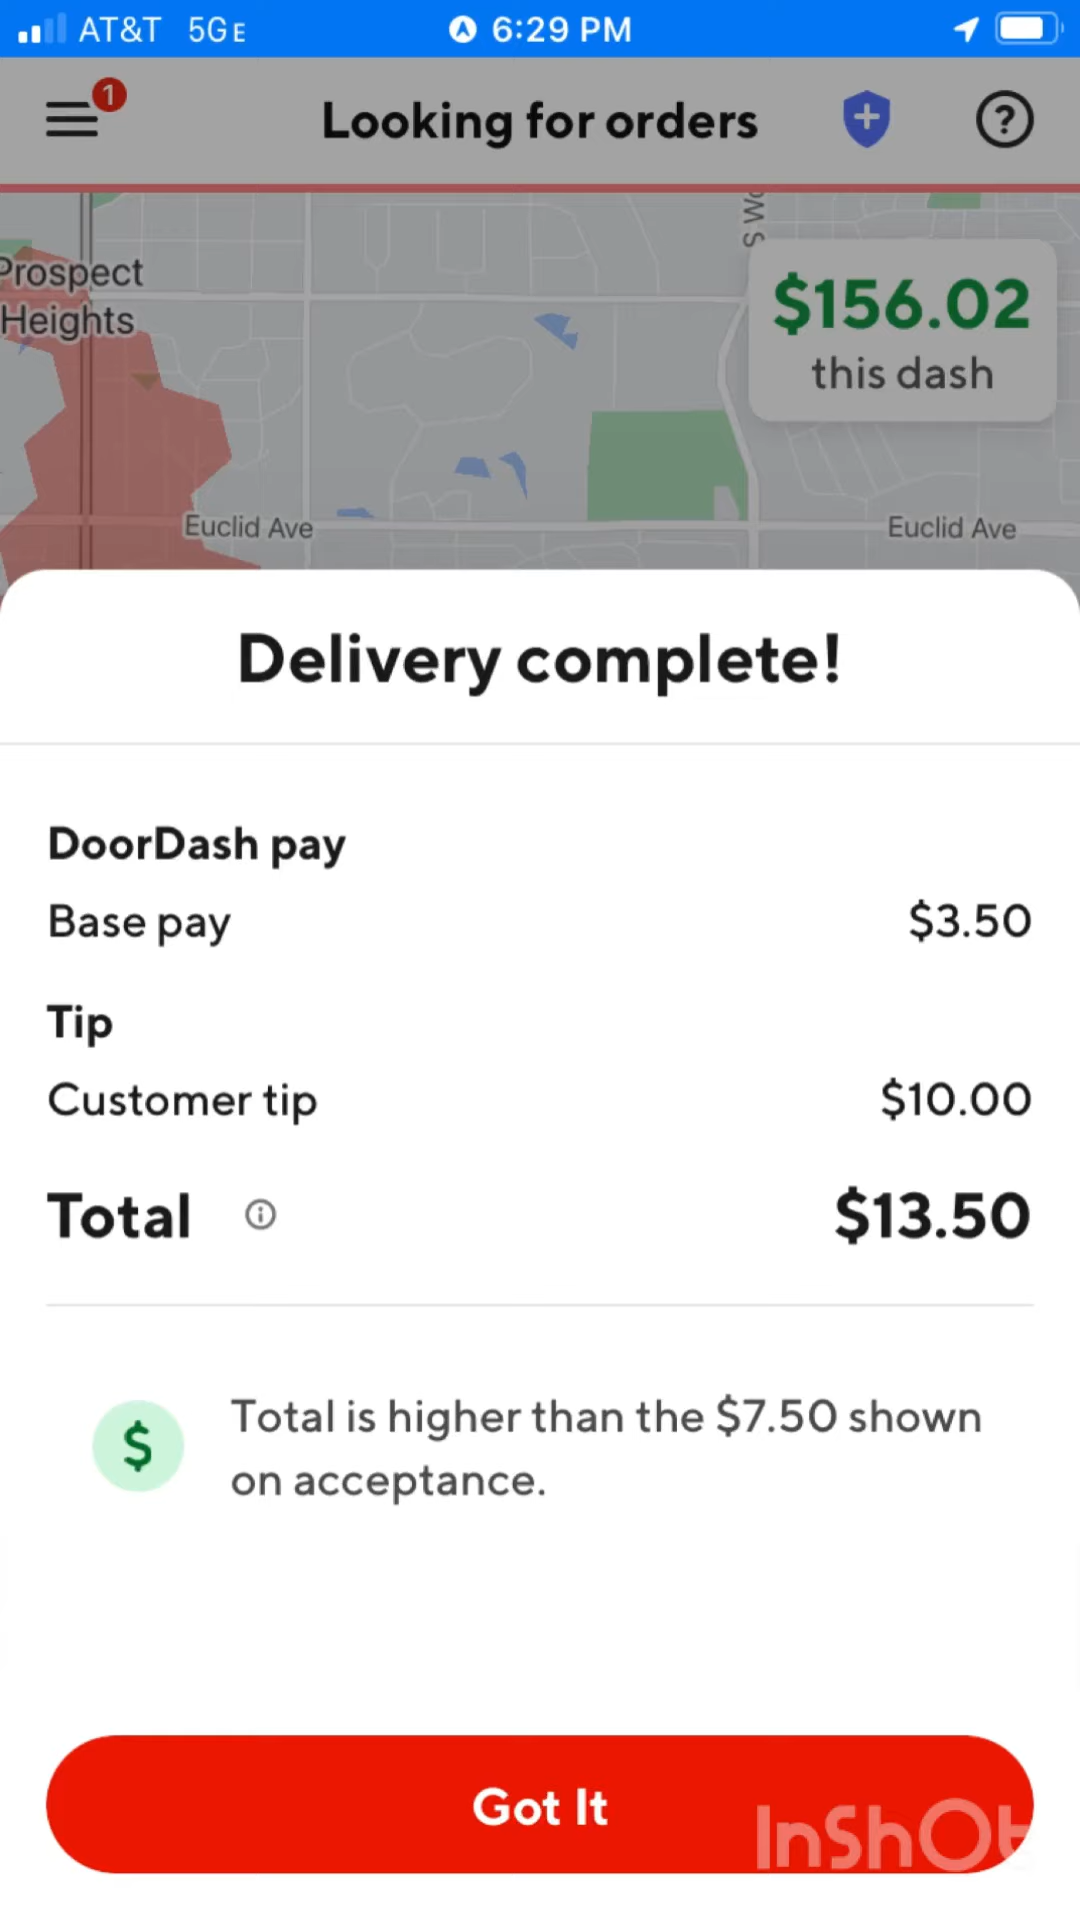 AT&T 5GE 6:29 PM
1
Looking for orders
Prospect
Heights
S Wo
$156.02
this dash
Euclid Ave
Euclid Ave
Delivery complete!
DoorDash pay
Base pay $3.50
Tip
Customer tip $10.00
Total $13.50
$ Total is higher than the $7.50 shown
on acceptance.
Got It
InShOt